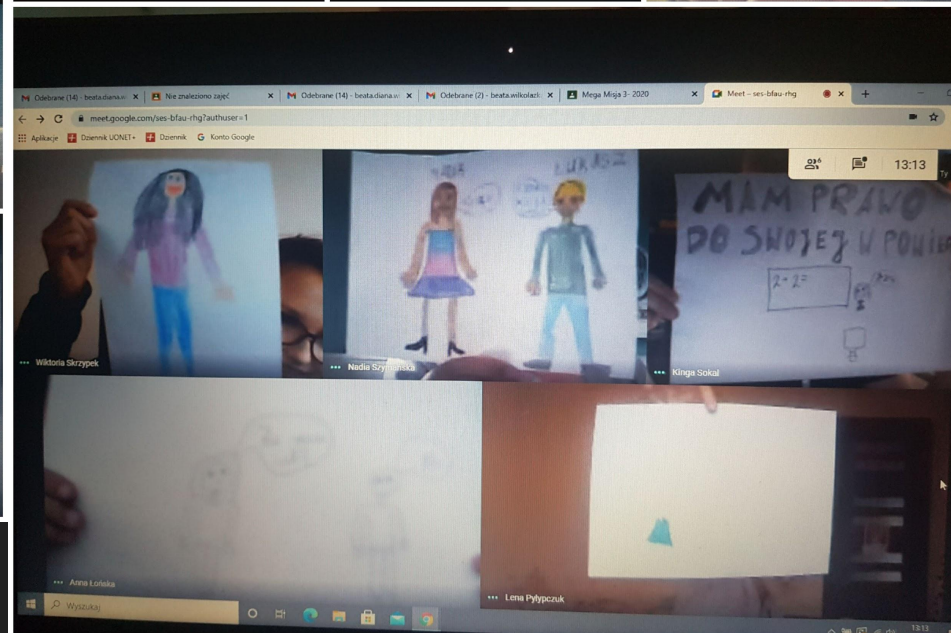 Odebrane (14) - beata.diana.w
Nie znaleziono zajęć
Odebrane (14) - beata.diana.w
Odebrane (2) - beata.wilkolazk
Mega Misja 3- 2020
Meet – ses-bfau-rhg
meet.google.com/ses-bfau-rhg?authuser=1
Aplikacje
Dziennik UONET+
Dziennik
Konto Google
6
13:13
Ty
ŁUKASZ
MAM PRAWO
DO SWOJEJ W
2+2=
Wiktoria Skrzypek
Nadia
Kinga Sokal
Anna Łońska
Lena Pylypczuk
Wyszukaj
13:13